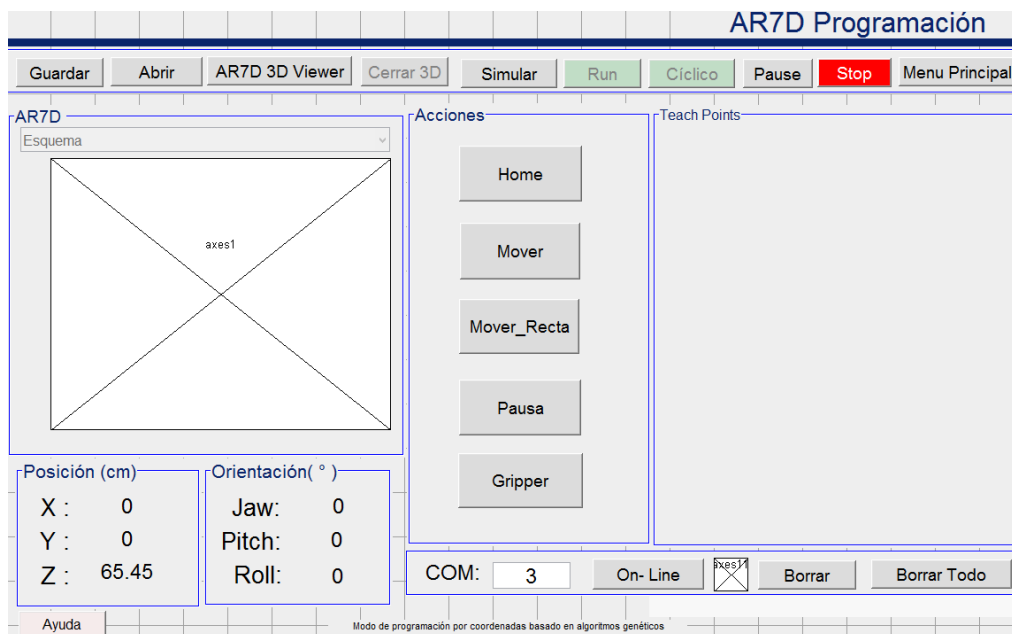 AR7D Programación
Guardar
Abrir
AR7D 3D Viewer
Cerrar 3D
Simular
Run
Cíclico
Pause
Stop
Menu Principal
AR7D
Esquema
axes1
Acciones
Home
Mover
Mover_Recta
Pausa
Gripper
Teach Points
Posición (cm)
X : 0
Y : 0
Z : 65.45
Orientación( ° )
Jaw: 0
Pitch: 0
Roll: 0
COM: 3
On- Line
axes11
Borrar
Borrar Todo
Ayuda
Modo de programación por coordenadas basado en algoritmos genéticos